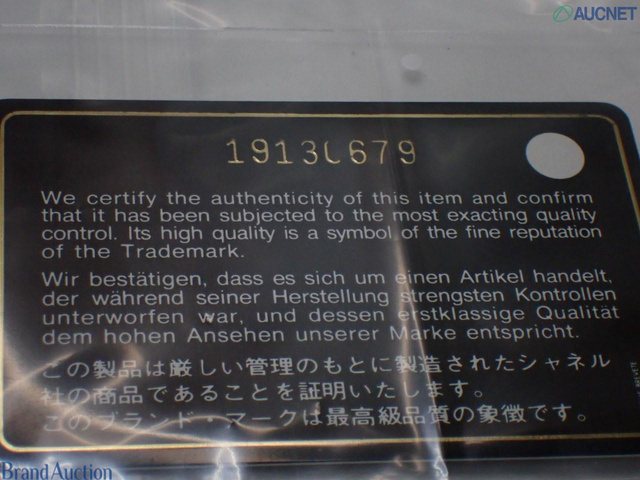 AUCNET
19130679
We certify the authenticity of this item and confirm
that it has been subjected to the most exacting quality
control. Its high quality is a symbol of the fine reputation
of the Trademark.
Wir bestätigen, dass es sich um einen Artikel handelt,
der während seiner Herstellung strengsten Kontrollen
unterworfen war, und dessen erstklassige Qualität
dem hohen Ansehen unserer Marke entspricht.
この製品は厳しい管理のもとに製造されたシャネル
社の商品であることを証明いたします。
このブランド・マークは最高級品質の象徴です。
Brand Auction